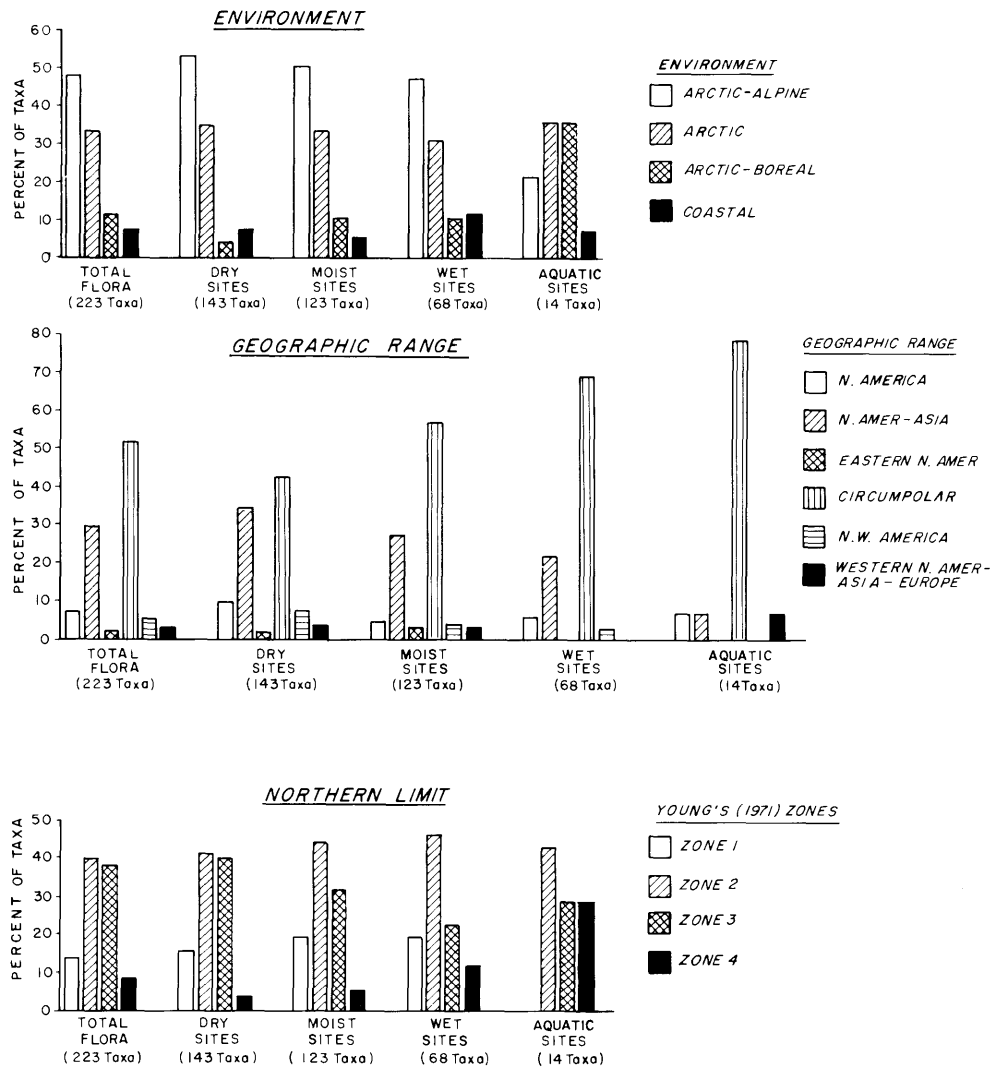 ENVIRONMENT
60
50
40
30
20
10
0
PERCENT OF TAXA
TOTAL FLORA (223 Taxa)
DRY SITES (143 Taxa)
MOIST SITES (123 Taxa)
WET SITES (68 Taxa)
AQUATIC SITES (14 Taxa)
ENVIRONMENT
ARCTIC-ALPINE
ARCTIC
ARCTIC-BOREAL
COASTAL
GEOGRAPHIC RANGE
80
70
60
50
40
30
20
10
0
PERCENT OF TAXA
TOTAL FLORA (223 Taxa)
DRY SITES (143 Taxa)
MOIST SITES (123 Taxa)
WET SITES (68 Taxa)
AQUATIC SITES (14 Taxa)
GEOGRAPHIC RANGE
N. AMERICA
N. AMER-ASIA
EASTERN N. AMER
CIRCUMPOLAR
N.W. AMERICA
WESTERN N. AMER-
ASIA-EUROPE
NORTHERN LIMIT
50
40
30
20
10
0
PERCENT OF TAXA
TOTAL FLORA (223 Taxa)
DRY SITES (143 Taxa)
MOIST SITES (123 Taxa)
WET SITES (68 Taxa)
AQUATIC SITES (14 Taxa)
YOUNG'S (1971) ZONES
ZONE 1
ZONE 2
ZONE 3
ZONE 4